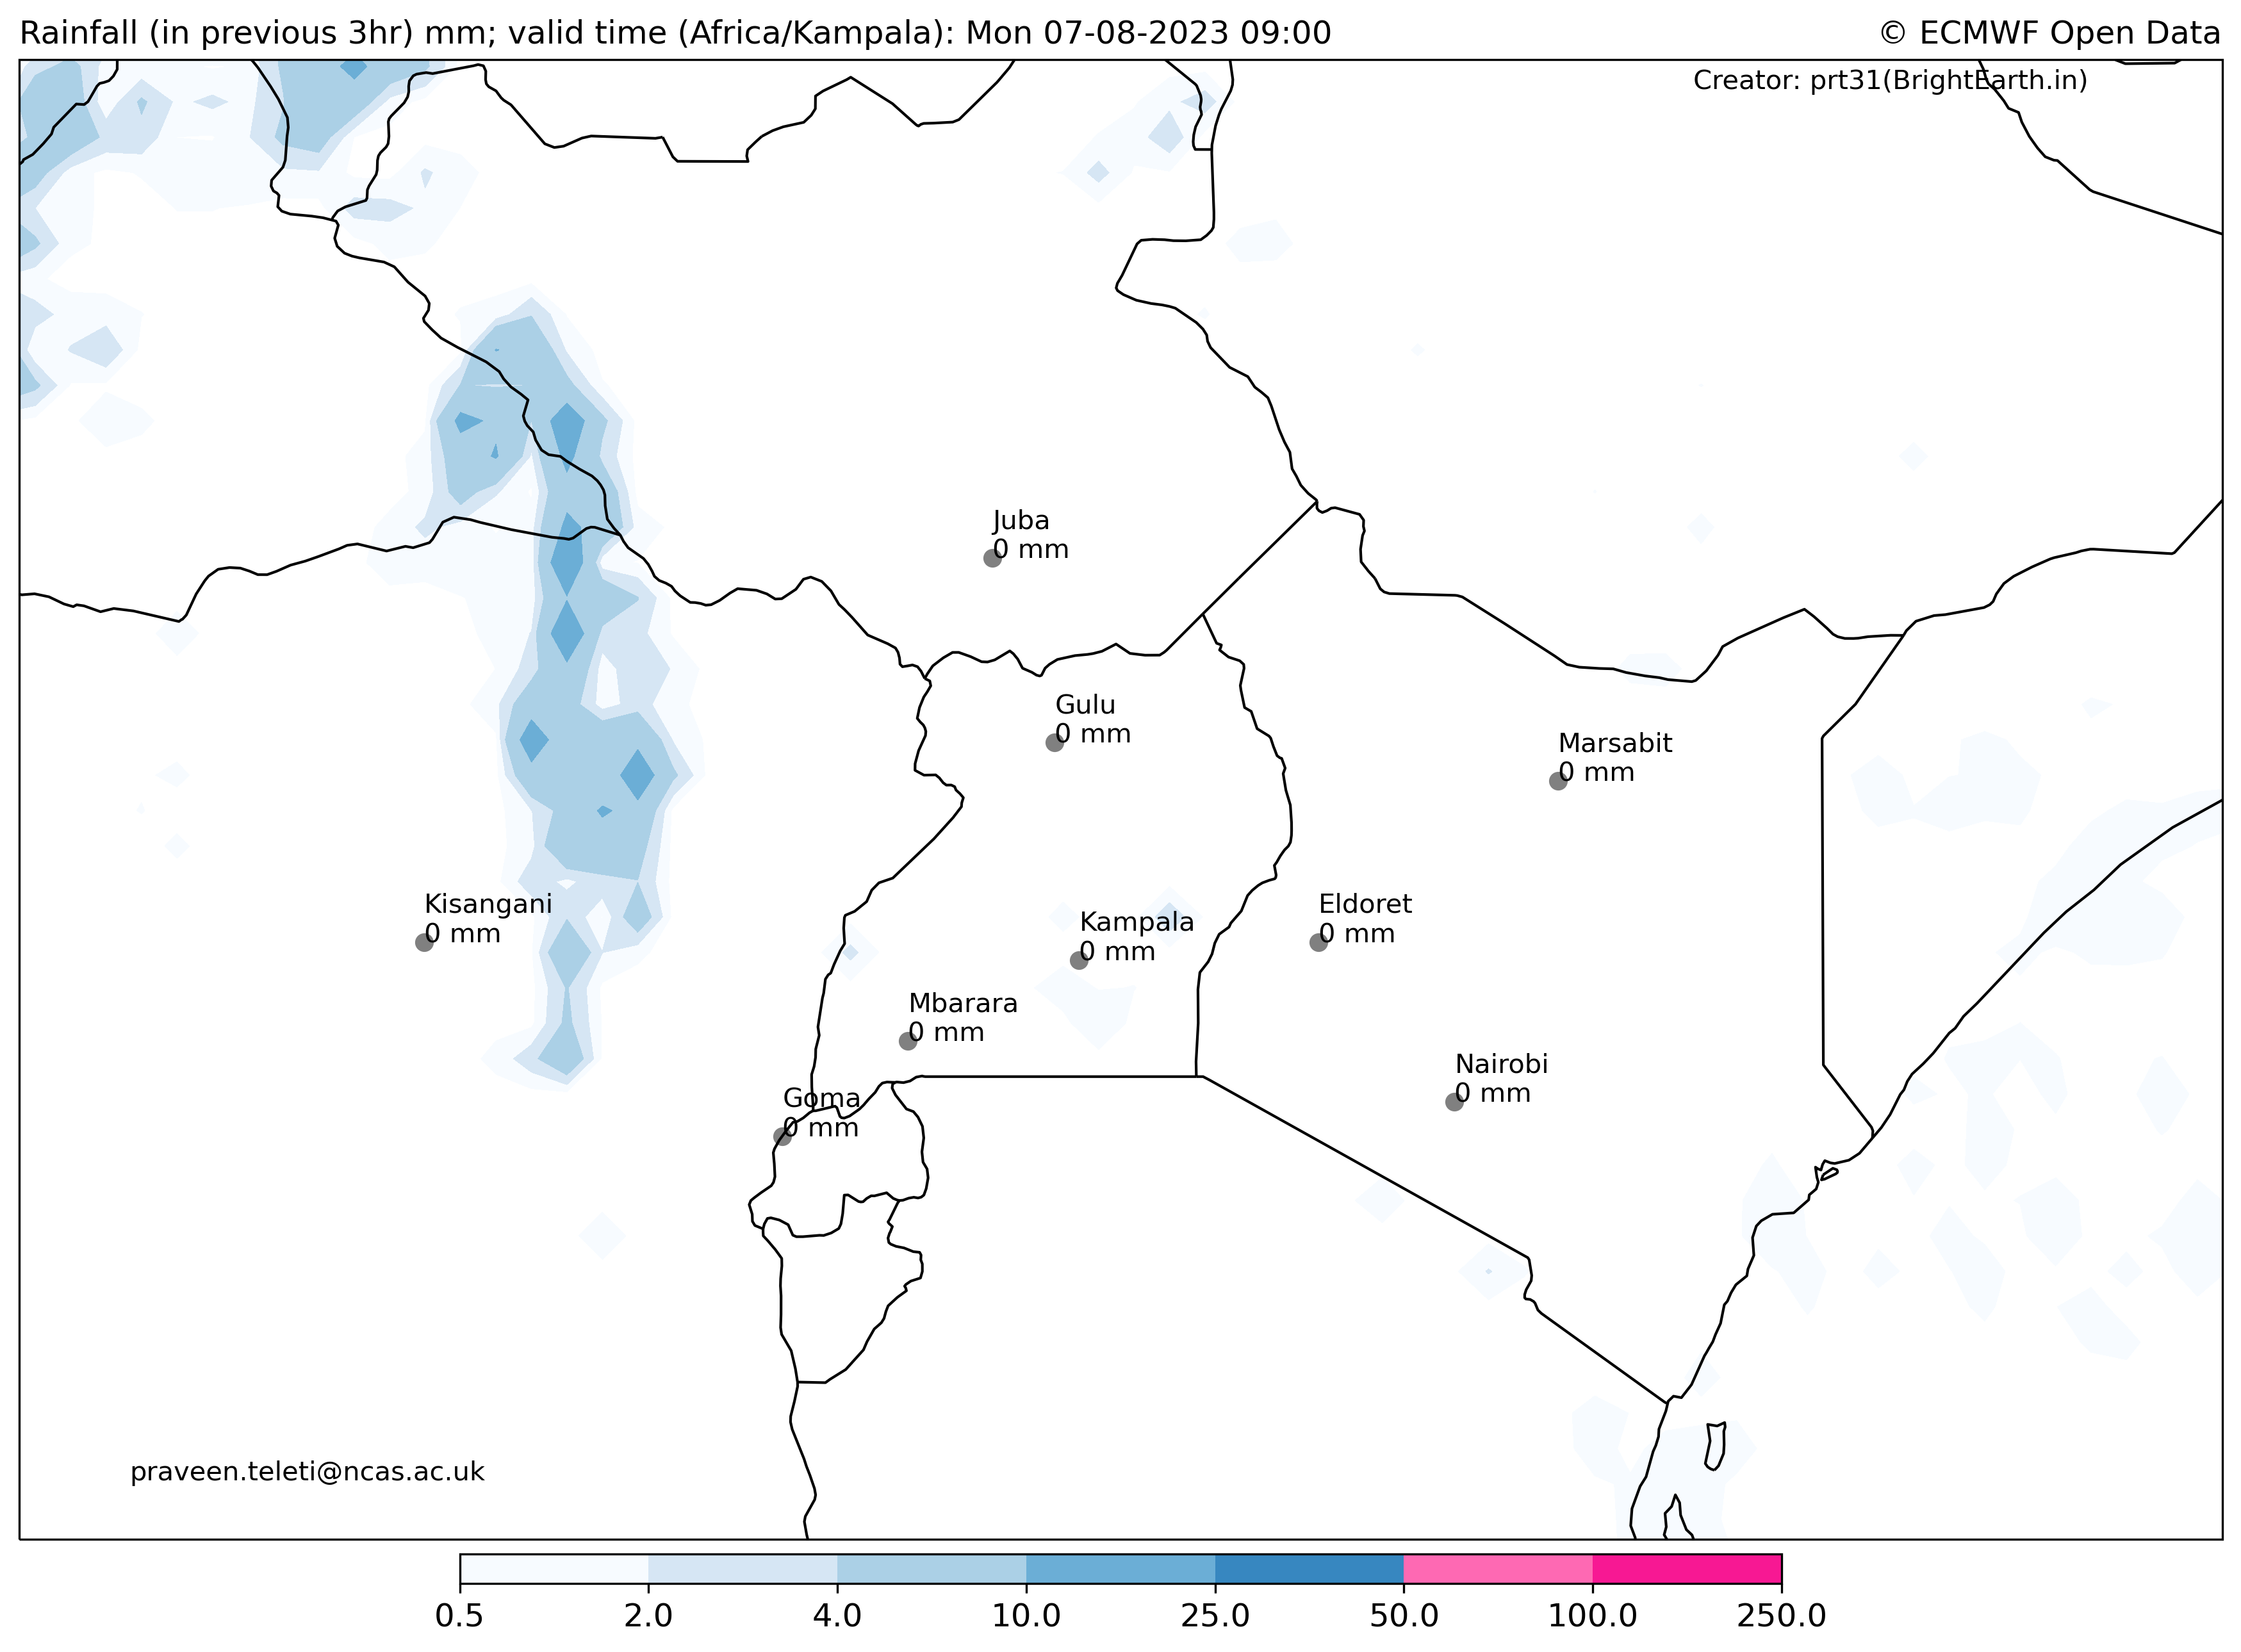 Rainfall (in previous 3hr) mm; valid time (Africa/Kampala): Mon 07-08-2023 09:00
© ECMWF Open Data
Creator: prt31(BrightEarth.in)
Juba
0 mm
Gulu
0 mm
Marsabit
0 mm
Kisangani
0 mm
Kampala
0 mm
Eldoret
0 mm
Mbarara
0 mm
Nairobi
0 mm
Goma
0 mm
praveen.teleti@ncas.ac.uk
0.5 2.0 4.0 10.0 25.0 50.0 100.0 250.0